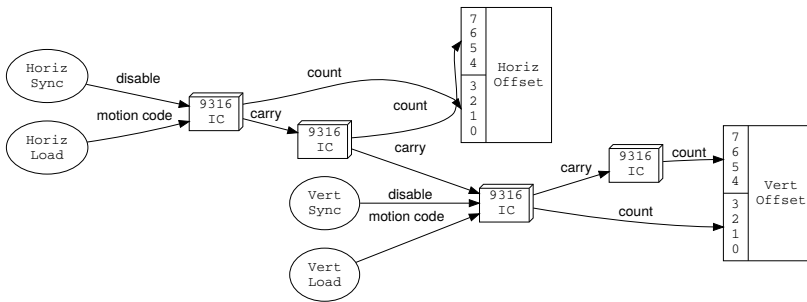 Horiz
Sync
disable
Horiz
Load
motion code
9316
IC
count
carry
9316
IC
count
carry
7
6
5
4
3
2
1
0
Horiz
Offset
Vert
Sync
disable
motion code
Vert
Load
9316
IC
carry
9316
IC
count
count
7
6
5
4
3
2
1
0
Vert
Offset